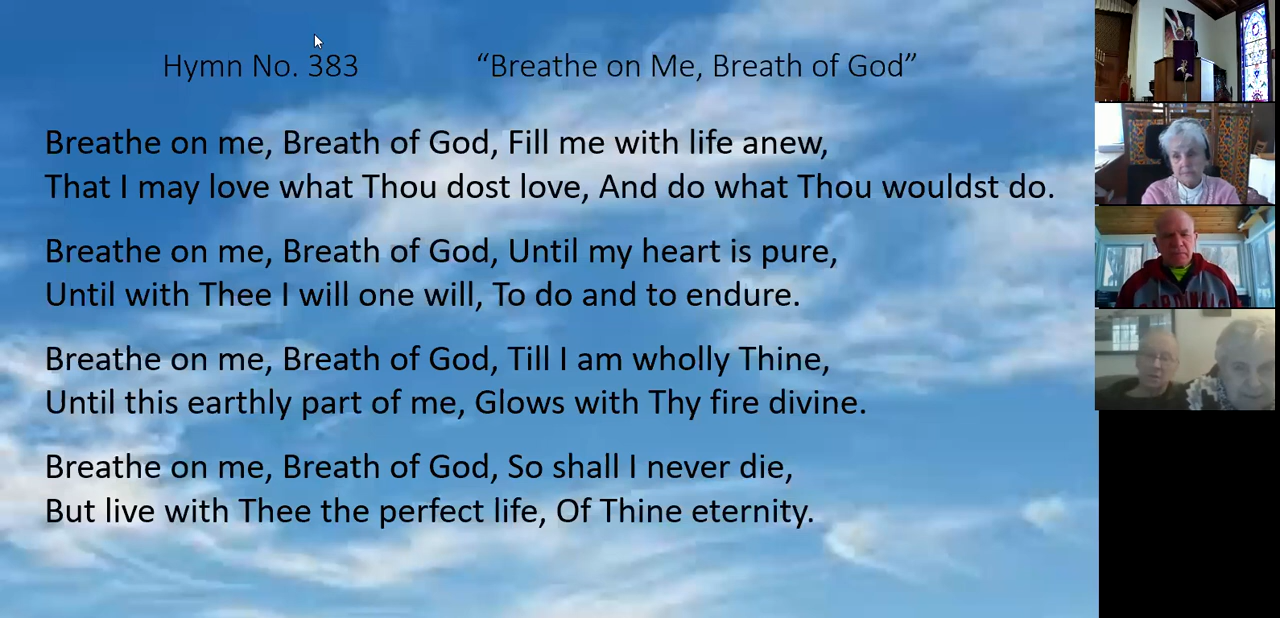 Hymn No. 383 “Breathe on Me, Breath of God”
Breathe on me, Breath of God, Fill me with life anew,
That I may love what Thou dost love, And do what Thou wouldst do.
Breathe on me, Breath of God, Until my heart is pure,
Until with Thee I will one will, To do and to endure.
Breathe on me, Breath of God, Till I am wholly Thine,
Until this earthly part of me, Glows with Thy fire divine.
Breathe on me, Breath of God, So shall I never die,
But live with Thee the perfect life, Of Thine eternity.
CARDINALS